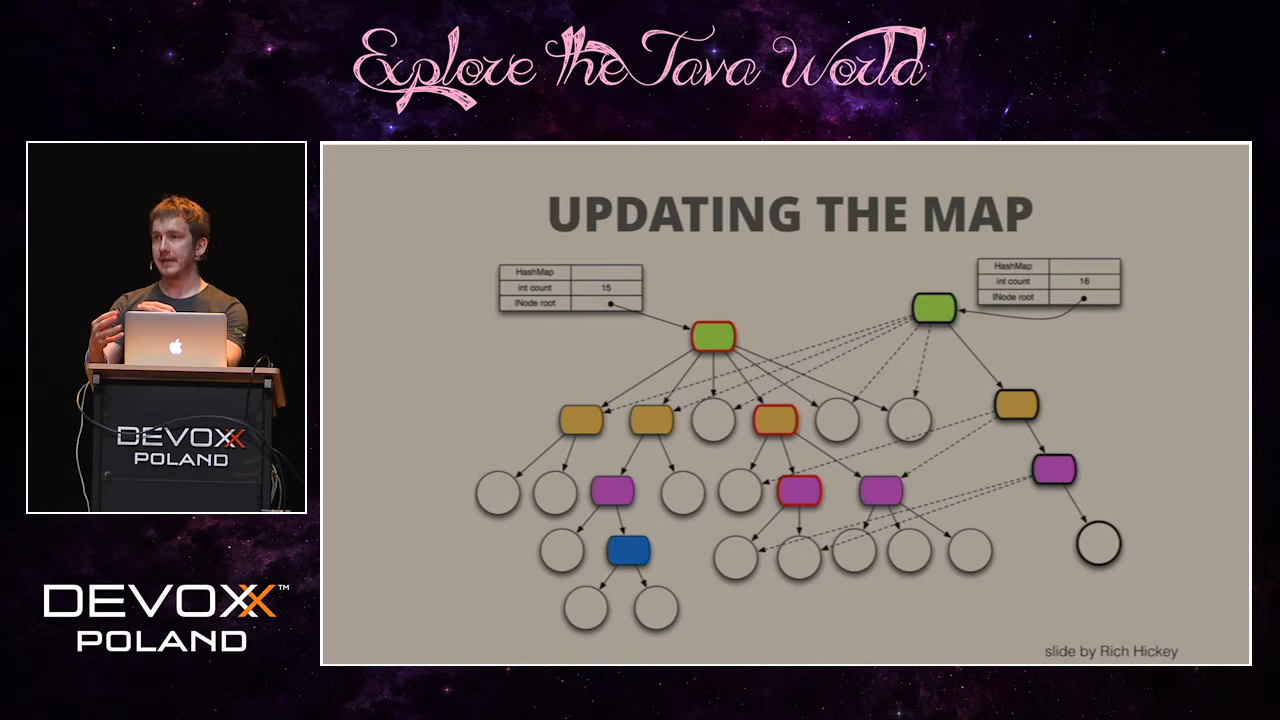 Explore the Java World
UPDATING THE MAP
HashMap
int count 15
INode root
HashMap
int count 16
INode root
DEVOXX
POLAND
DEVOXX™
POLAND
slide by Rich Hickey